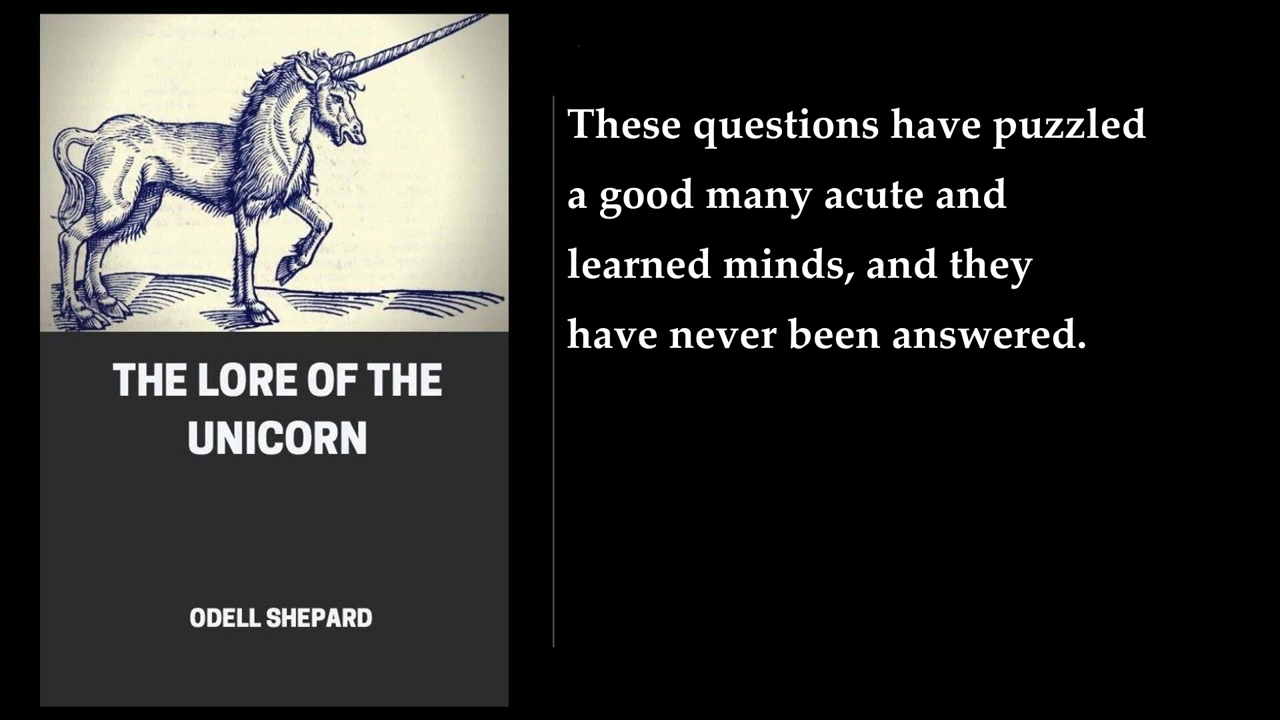 THE LORE OF THE
UNICORN
ODELL SHEPARD
These questions have puzzled
a good many acute and
learned minds, and they
have never been answered.